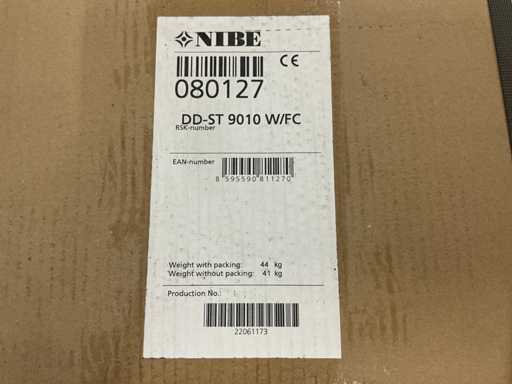 NIBE
CE
080127
DD-ST 9010 W/FC
RSK-number
EAN-number
8 595590 811270
Weight with packing: 44 kg
Weight without packing: 41 kg
Production No.:
22061173